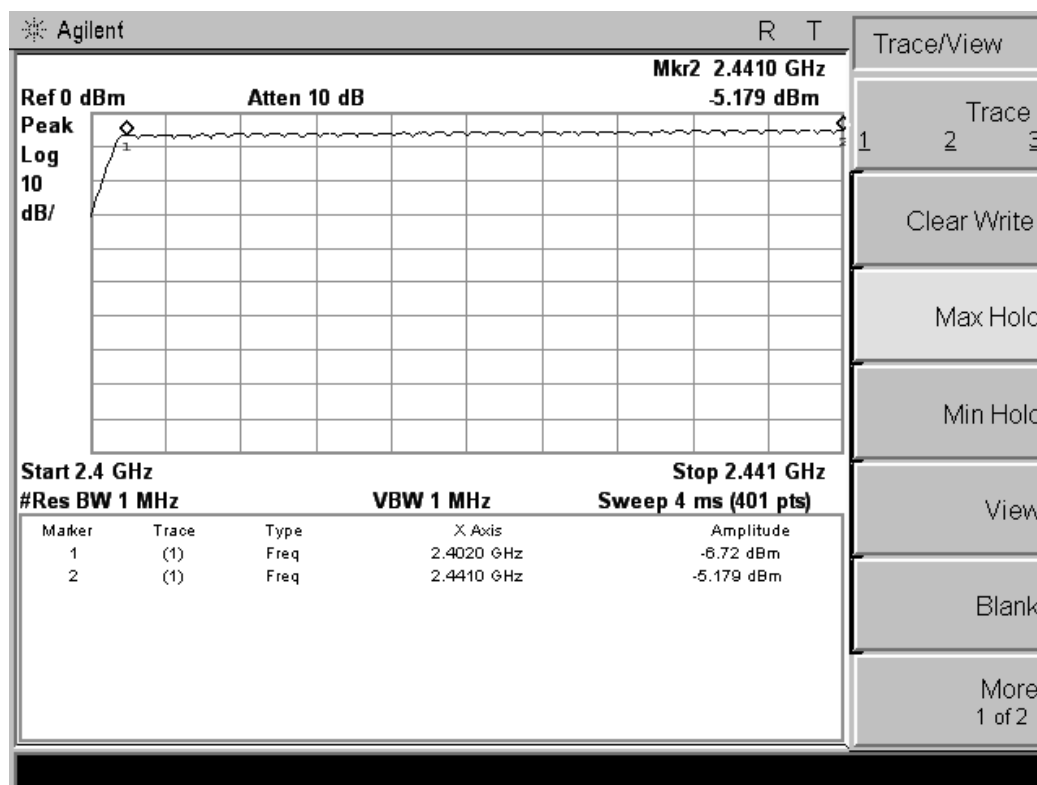 Agilent R T
Trace/View
Mkr2 2.4410 GHz
Ref 0 dBm Atten 10 dB -5.179 dBm
Peak
Log
10
dB/
1
2
Trace
1 2 3
Clear Write
Max Hold
Min Hold
View
Blank
More
1 of 2
Start 2.4 GHz Stop 2.441 GHz
#Res BW 1 MHz VBW 1 MHz Sweep 4 ms (401 pts)
Marker Trace Type X Axis Amplitude
1 (1) Freq 2.4020 GHz -6.72 dBm
2 (1) Freq 2.4410 GHz -5.179 dBm